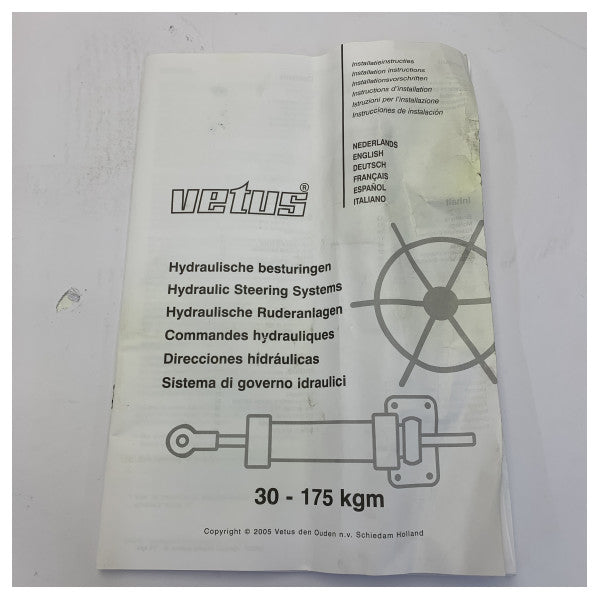 Installatieinstructies
Installation instructions
Installationsvorschriften
Instructions d'installation
Istruzioni per l'installazione
Instrucciones de instalación
NEDERLANDS
ENGLISH
DEUTSCH
FRANÇAIS
ESPAÑOL
ITALIANO
vetus®
Hydraulische besturingen
Hydraulic Steering Systems
Hydraulische Ruderanlagen
Commandes hydrauliques
Direcciones hidráulicas
Sistema di governo idraulici
30 - 175 kgm
Copyright © 2005 Vetus den Ouden n.v. Schiedam Holland